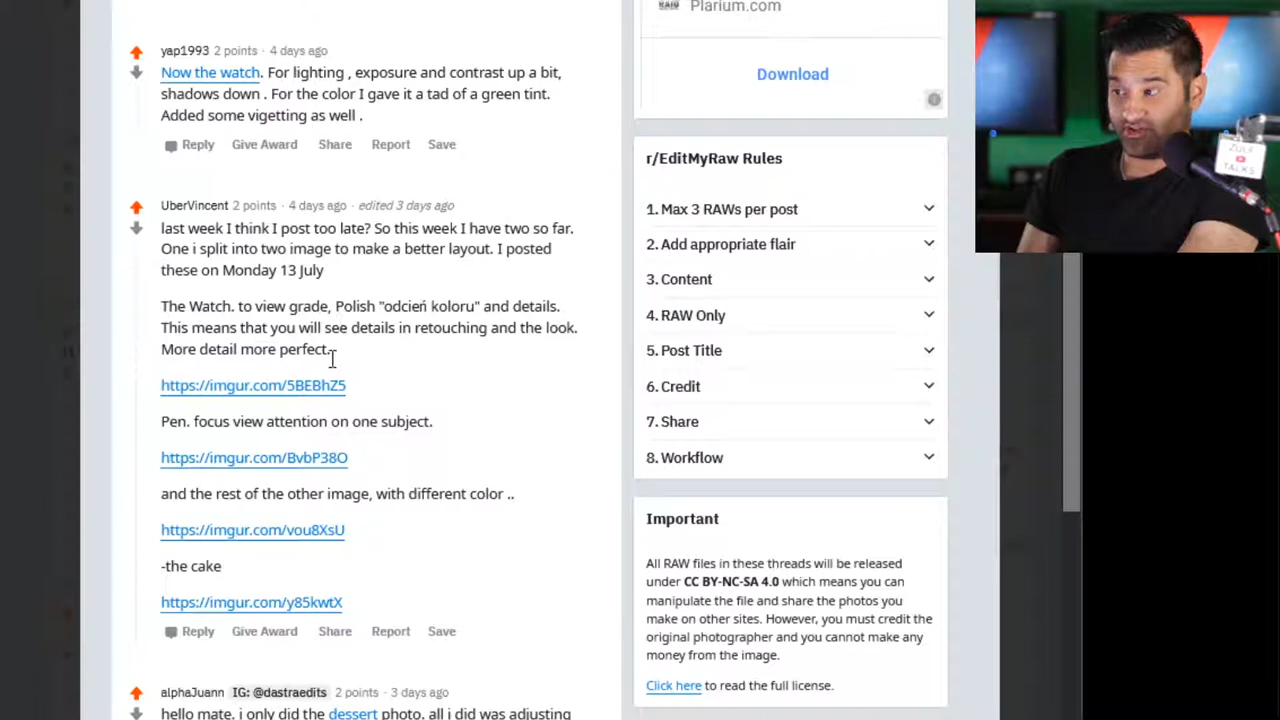 RAID
Plarium.com
Download
yap1993 2 points · 4 days ago
Now the watch. For lighting , exposure and contrast up a bit,
shadows down . For the color I gave it a tad of a green tint.
Added some vigetting as well .
Reply Give Award Share Report Save
UberVincent 2 points · 4 days ago · edited 3 days ago
last week I think I post too late? So this week I have two so far.
One i split into two image to make a better layout. I posted
these on Monday 13 July
The Watch. to view grade, Polish "odcień koloru" and details.
This means that you will see details in retouching and the look.
More detail more perfect.
https://imgur.com/5BEBhZ5
Pen. focus view attention on one subject.
https://imgur.com/BvbP38O
and the rest of the other image, with different color ..
https://imgur.com/vou8XsU
-the cake
https://imgur.com/y85kwtX
Reply Give Award Share Report Save
alphaJuann IG: @dastraedits 2 points · 3 days ago
hello mate. i only did the dessert photo. all i did was adjusting
r/EditMyRaw Rules
1. Max 3 RAWs per post
2. Add appropriate flair
3. Content
4. RAW Only
5. Post Title
6. Credit
7. Share
8. Workflow
Important
All RAW files in these threads will be released
under CC BY-NC-SA 4.0 which means you can
manipulate the file and share the photos you
make on other sites. However, you must credit the
original photographer and you cannot make any
money from the image.
Click here to read the full license.
ZULF
TALKS